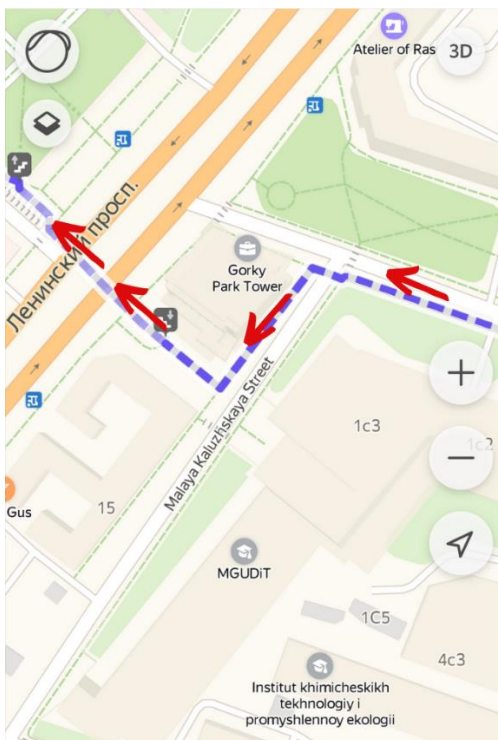 Atelier of Ras
3D
Ленинский просп.
Gorky
Park Tower
Malaya Kaluzhskaya Street
1c3
1c2
Gus
15
MGUDiT
1C5
4c3
Institut khimicheskikh
tekhnologiy i
promyshlennoy ekologii